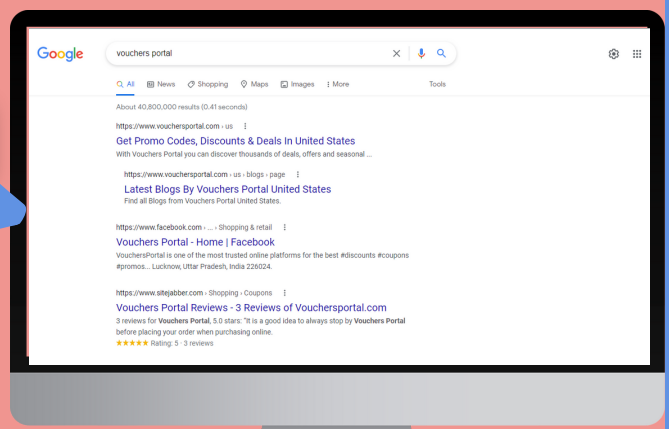 Google
vouchers portal
All News Shopping Maps Images More Tools
About 40,800,000 results (0.41 seconds)
https://www.vouchersportal.com › us
Get Promo Codes, Discounts & Deals In United States
With Vouchers Portal you can discover thousands of deals, offers and seasonal ...
https://www.vouchersportal.com › us › blogs › page
Latest Blogs By Vouchers Portal United States
Find all Blogs from Vouchers Portal United States.
https://www.facebook.com › ... › Shopping & retail
Vouchers Portal - Home | Facebook
VouchersPortal is one of the most trusted online platforms for the best #discounts #coupons
#promos... Lucknow, Uttar Pradesh, India 226024.
https://www.sitejabber.com › Shopping › Coupons
Vouchers Portal Reviews - 3 Reviews of Vouchersportal.com
3 reviews for Vouchers Portal, 5.0 stars: "It is a good idea to always stop by Vouchers Portal
before placing your order when purchasing online.
★★★★★ Rating: 5 · 3 reviews